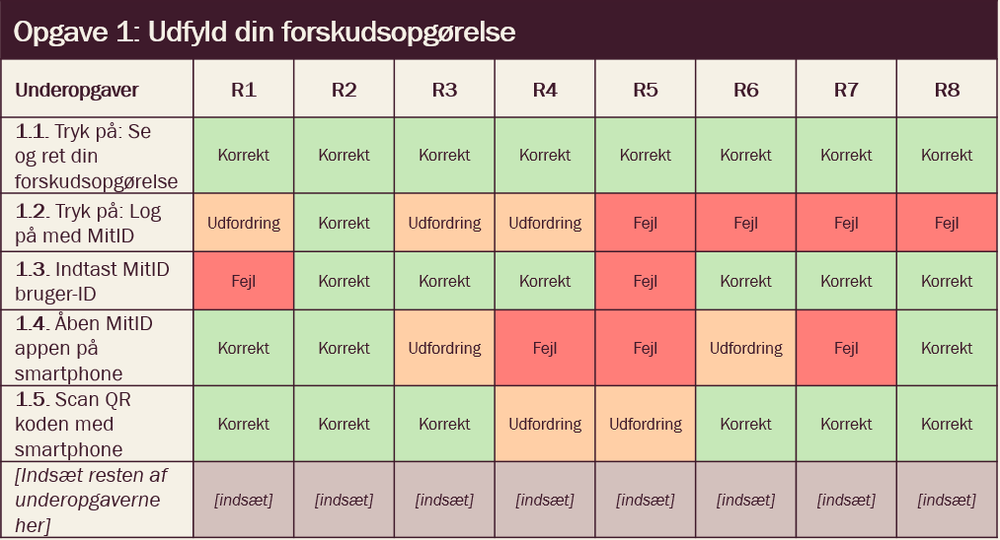 Opgave 1: Udfyld din forskudsopgørelse
Underopgaver R1 R2 R3 R4 R5 R6 R7 R8
1.1. Tryk på: Se
og ret din
forskudsopgørelse
Korrekt Korrekt Korrekt Korrekt Korrekt Korrekt Korrekt Korrekt
1.2. Tryk på: Log
på med MitID
Udfordring Korrekt Udfordring Udfordring Fejl Fejl Fejl Fejl
1.3. Indtast MitID
bruger-ID
Fejl Korrekt Korrekt Korrekt Fejl Korrekt Korrekt Korrekt
1.4. Åben MitID
appen på
smartphone
Korrekt Korrekt Udfordring Fejl Fejl Udfordring Fejl Korrekt
1.5. Scan QR
koden med
smartphone
Korrekt Korrekt Korrekt Udfordring Udfordring Korrekt Korrekt Korrekt
[Indsæt resten af
underopgaverne
her]
[indsæt] [indsæt] [indsæt] [indsæt] [indsæt] [indsæt] [indsæt] [indsæt]